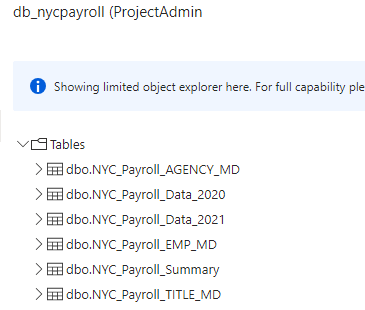 db_nycpayroll (ProjectAdmin
Showing limited object explorer here. For full capability ple
Tables
dbo.NYC_Payroll_AGENCY_MD
dbo.NYC_Payroll_Data_2020
dbo.NYC_Payroll_Data_2021
dbo.NYC_Payroll_EMP_MD
dbo.NYC_Payroll_Summary
dbo.NYC_Payroll_TITLE_MD